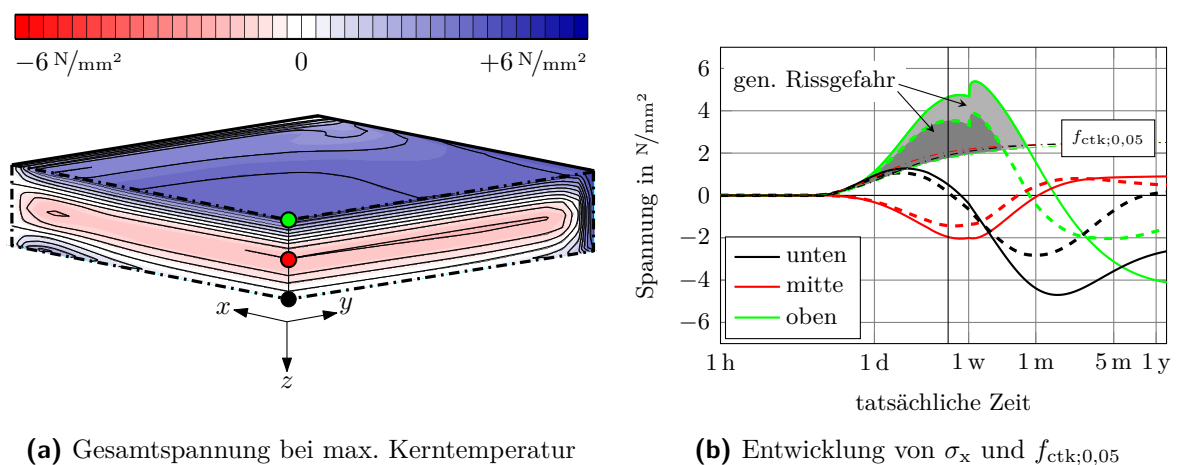 −6 N/mm² 0 +6 N/mm²
x y
z
(a) Gesamtspannung bei max. Kerntemperatur
Spannung in N/mm²
6
4
2
0
−2
−4
−6
gen. Rissgefahr
fctk;0,05
unten
mitte
oben
1 h 1 d 1 w 1 m 5 m 1 y
tatsächliche Zeit
(b) Entwicklung von σx und fctk;0,05